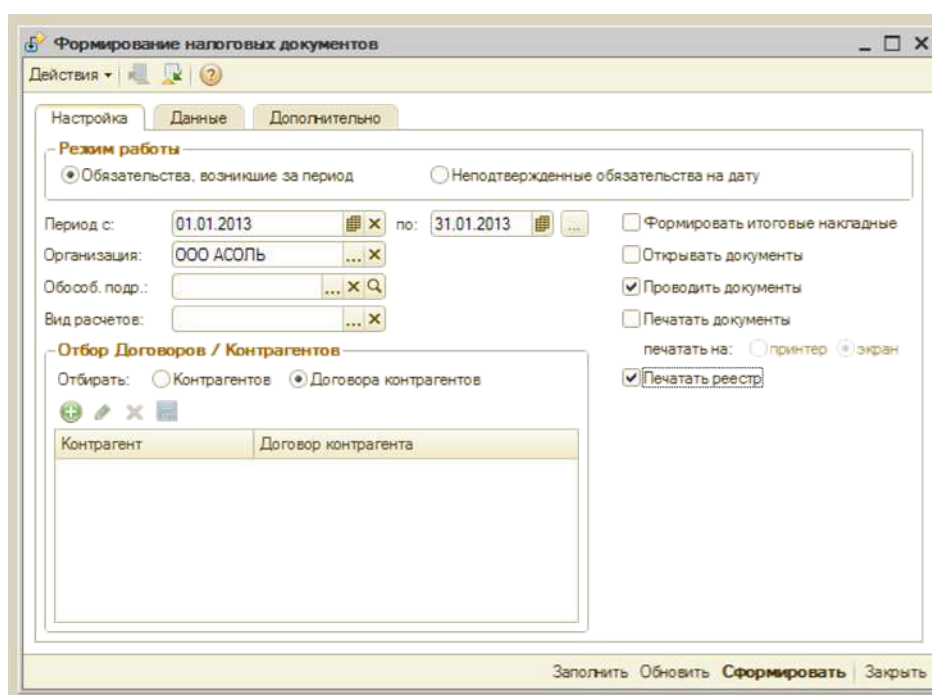 Формирование налоговых документов
Действия
Настройка Данные Дополнительно
Режим работы
Обязательства, возникшие за период Неподтвержденные обязательства на дату
Период с: 01.01.2013 по: 31.01.2013 ... Формировать итоговые накладные
Организация: ООО АСОЛЬ ... Открывать документы
Обособ. подр.: ... Проводить документы
Вид расчетов: ... Печатать документы
Отбор Договоров / Контрагентов печатать на: принтер экран
Отбирать: Контрагентов Договора контрагентов Печатать реестр
Контрагент Договор контрагента
Заполнить Обновить Сформировать Закрыть